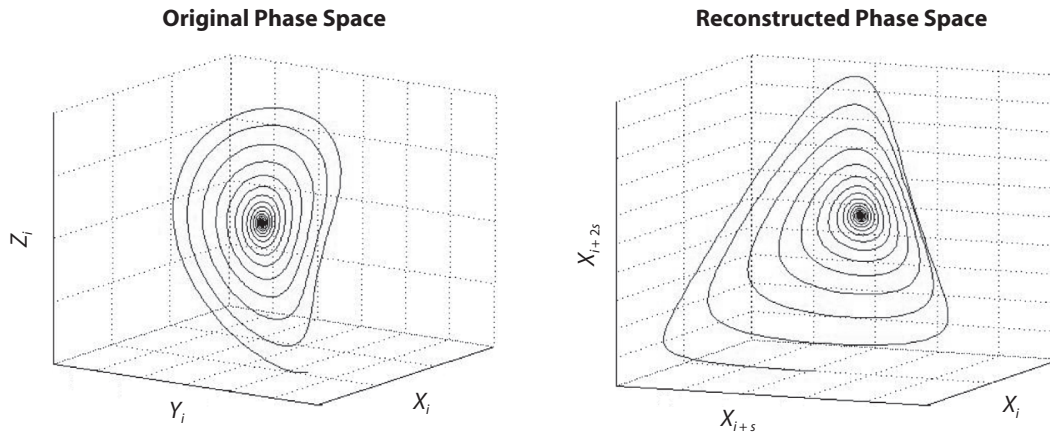 Original Phase Space
Reconstructed Phase Space
Z_i
Y_i
X_i
X_{i + 2s}
X_{i + s}
X_i